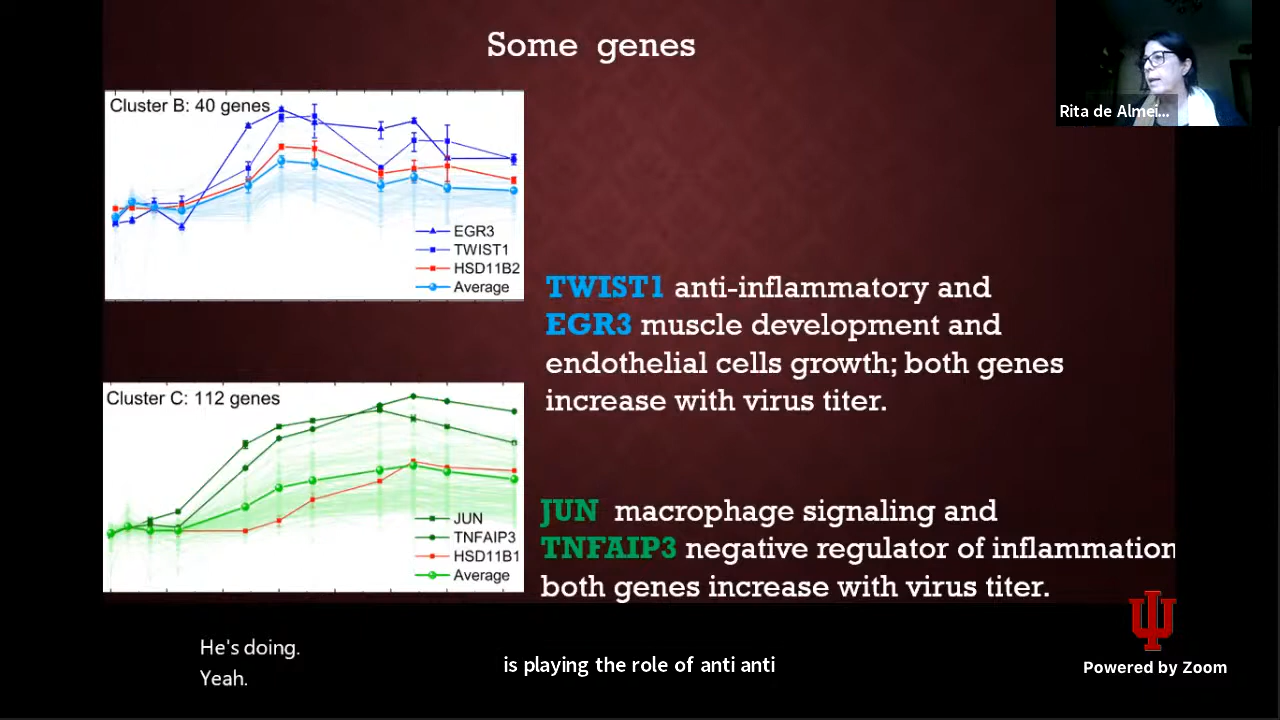 Some genes
Rita de Almei...
Cluster B: 40 genes
EGR3
TWIST1
HSD11B2
Average
TWIST1 anti-inflammatory and
EGR3 muscle development and
endothelial cells growth; both genes
increase with virus titer.
Cluster C: 112 genes
JUN
TNFAIP3
HSD11B1
Average
JUN macrophage signaling and
TNFAIP3 negative regulator of inflammation
both genes increase with virus titer.
He's doing.
Yeah.
is playing the role of anti anti
Powered by Zoom